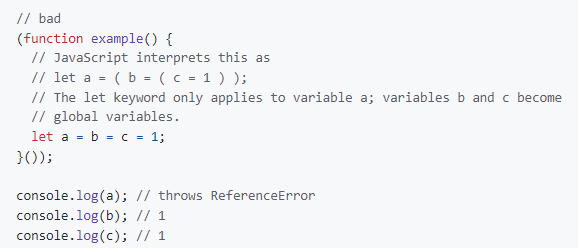 // bad
(function example() {
  // JavaScript interprets this as
  // let a = ( b = ( c = 1 ) );
  // The let keyword only applies to variable a; variables b and c become
  // global variables.
  let a = b = c = 1;
}());

console.log(a); // throws ReferenceError
console.log(b); // 1
console.log(c); // 1